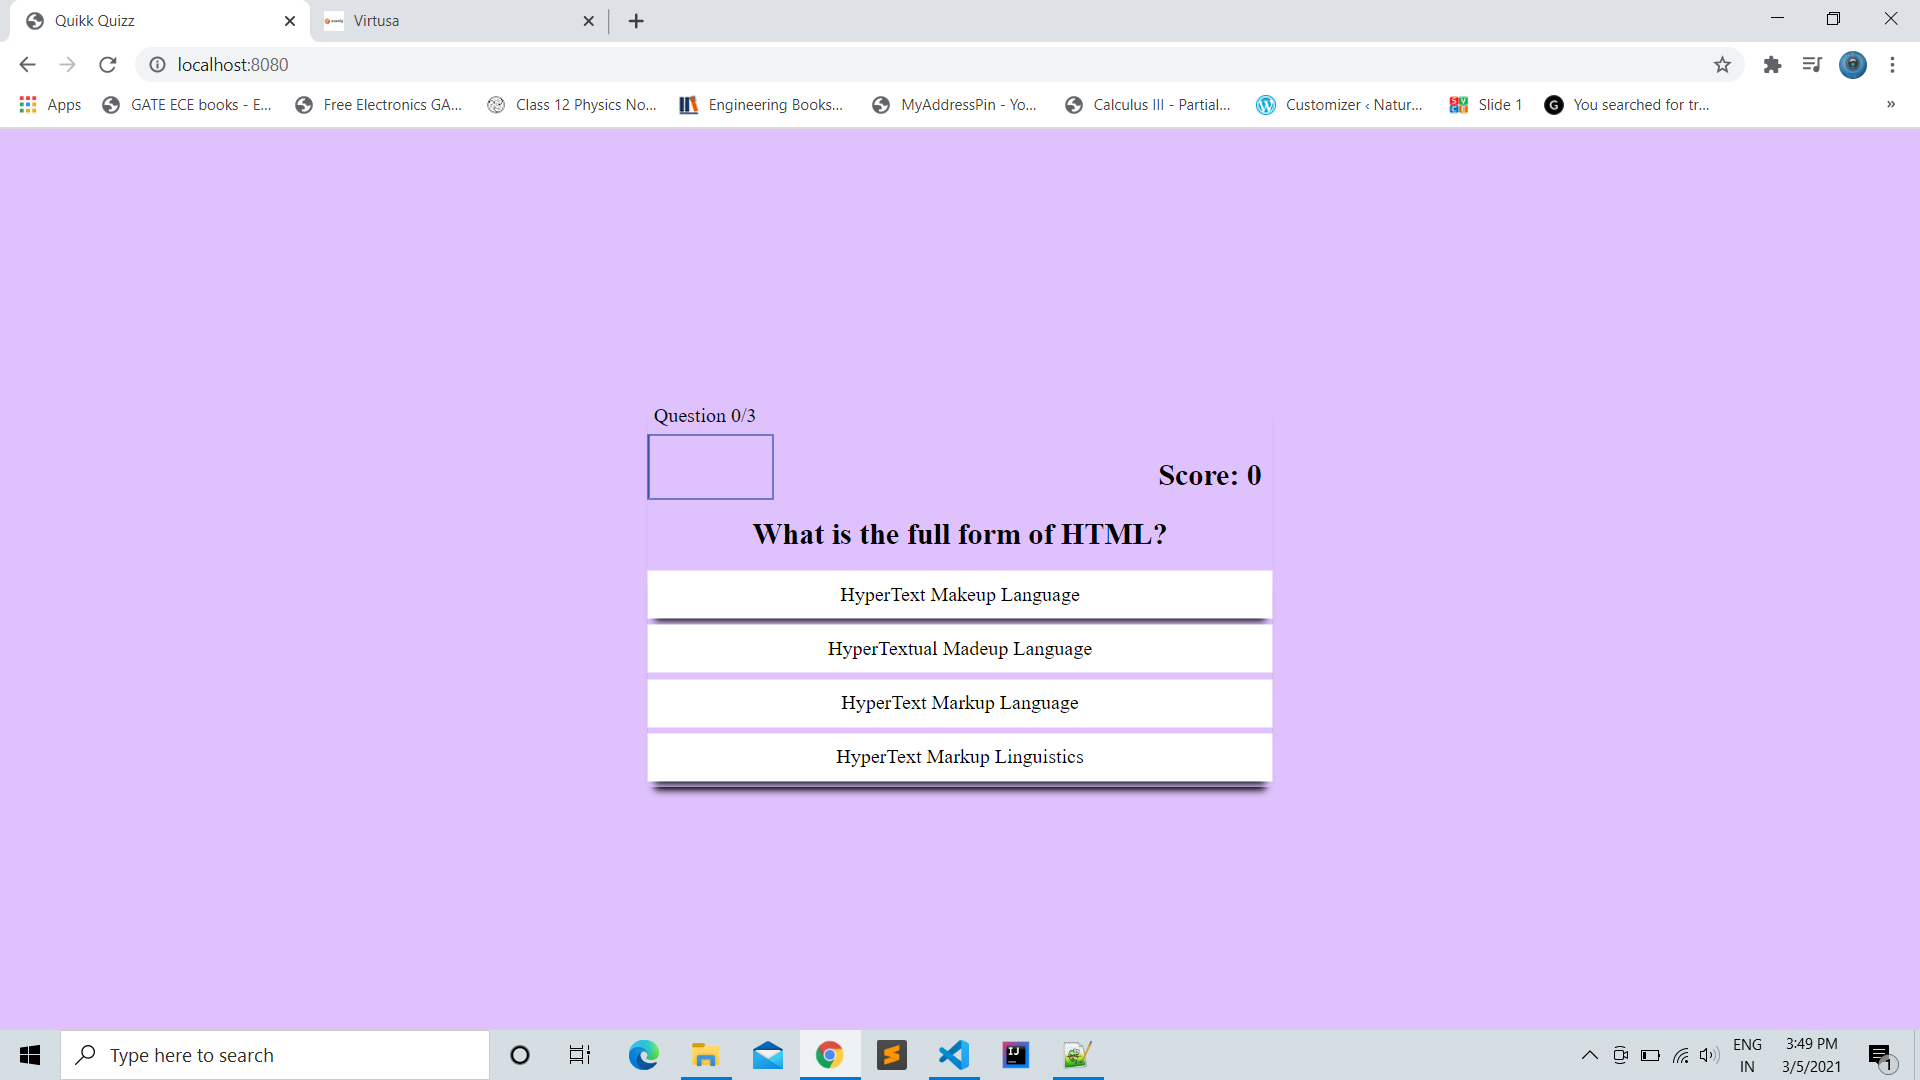 Quikk Quizz
Virtusa
localhost:8080
Apps
GATE ECE books - E...
Free Electronics GA...
Class 12 Physics No...
Engineering Books...
MyAddressPin - Yo...
Calculus III - Partial...
Customizer ‹ Natur...
Slide 1
You searched for tr...
»
Question 0/3
Score: 0
What is the full form of HTML?
HyperText Makeup Language
HyperTextual Madeup Language
HyperText Markup Language
HyperText Markup Linguistics
Type here to search
ENG
IN
3:49 PM
3/5/2021
1